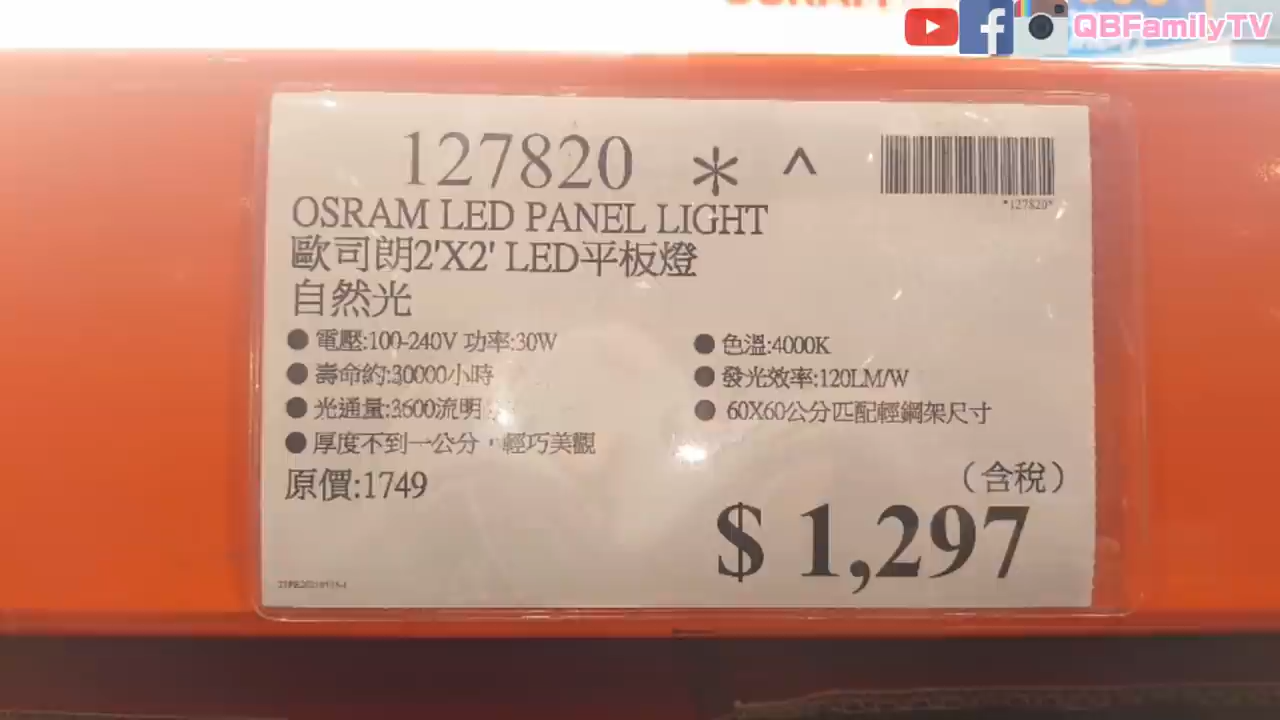 QBFamilyTV
127820 * ^
*127820*
OSRAM LED PANEL LIGHT
歐司朗2'X2' LED平板燈
自然光
● 電壓:100-240V 功率:30W
● 壽命約:30000小時
● 光通量:3600流明
● 厚度不到一公分，輕巧美觀
● 色溫:4000K
● 發光效率:120LM/W
● 60X60公分匹配輕鋼架尺寸
原價:1749
（含稅）
$ 1,297